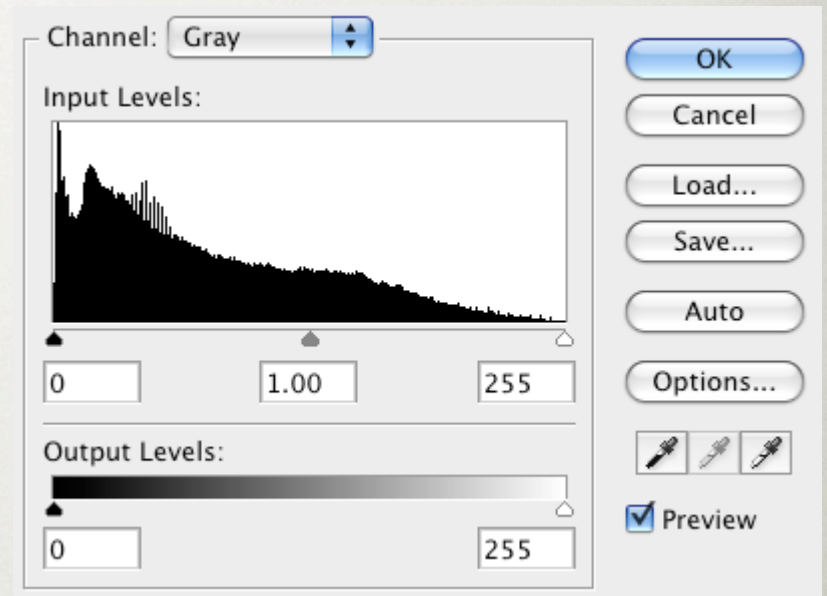 Channel: Gray
Input Levels:
0 1.00 255
Output Levels:
0 255
OK
Cancel
Load...
Save...
Auto
Options...
Preview